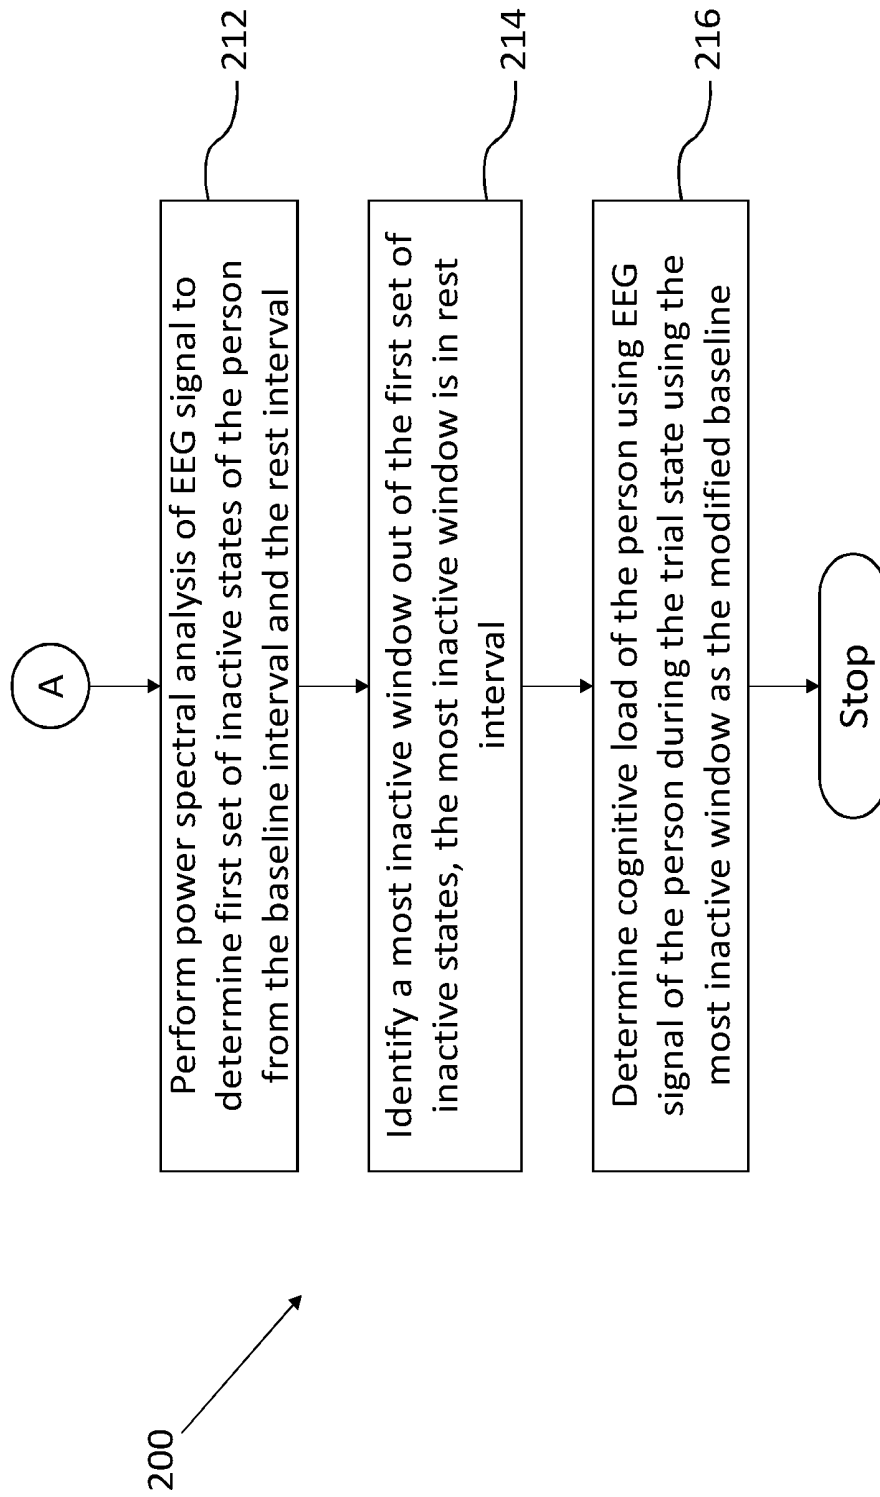 A
Perform power spectral analysis of EEG signal to
determine first set of inactive states of the person
from the baseline interval and the rest interval
212
Identify a most inactive window out of the first set of
inactive states, the most inactive window is in rest
interval
214
Determine cognitive load of the person using EEG
signal of the person during the trial state using the
most inactive window as the modified baseline
216
Stop
200